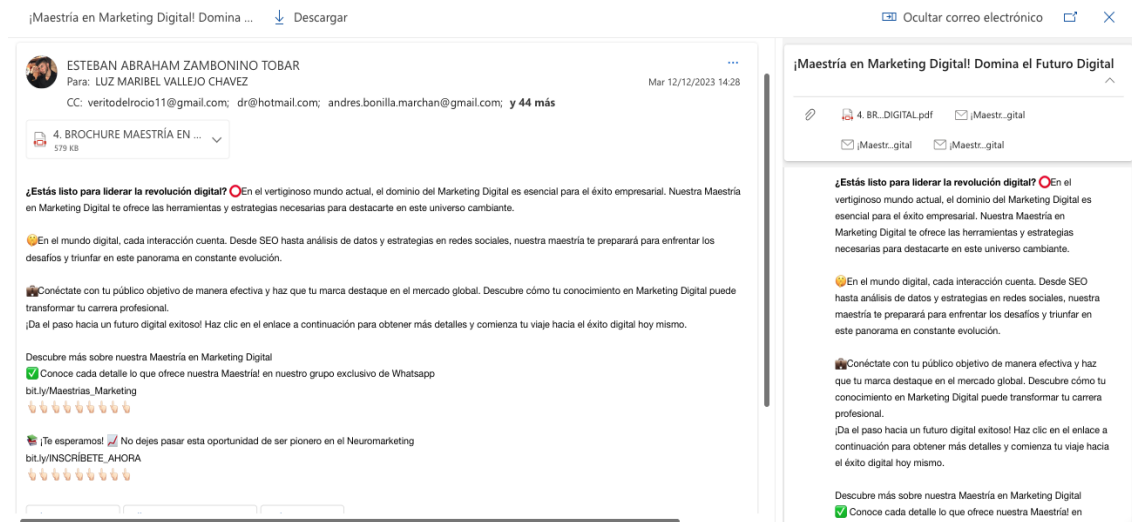 ¡Maestría en Marketing Digital! Domina ...
Descargar
Ocultar correo electrónico
ESTEBAN ABRAHAM ZAMBONINO TOBAR
Para: LUZ MARIBEL VALLEJO CHAVEZ
Mar 12/12/2023 14:28
CC: veritodelrocio11@gmail.com; dr@hotmail.com; andres.bonilla.marchan@gmail.com; y 44 más
4. BROCHURE MAESTRÍA EN ...
579 KB
¿Estás listo para liderar la revolución digital? ⭕En el vertiginoso mundo actual, el dominio del Marketing Digital es esencial para el éxito empresarial. Nuestra Maestría
en Marketing Digital te ofrece las herramientas y estrategias necesarias para destacarte en este universo cambiante.
🤫En el mundo digital, cada interacción cuenta. Desde SEO hasta análisis de datos y estrategias en redes sociales, nuestra maestría te preparará para enfrentar los
desafíos y triunfar en este panorama en constante evolución.
💼Conéctate con tu público objetivo de manera efectiva y haz que tu marca destaque en el mercado global. Descubre cómo tu conocimiento en Marketing Digital puede
transformar tu carrera profesional.
¡Da el paso hacia un futuro digital exitoso! Haz clic en el enlace a continuación para obtener más detalles y comienza tu viaje hacia el éxito digital hoy mismo.
Descubre más sobre nuestra Maestría en Marketing Digital
✅ Conoce cada detalle lo que ofrece nuestra Maestría! en nuestro grupo exclusivo de Whatsapp
bit.ly/Maestrias_Marketing
👆🏻👆🏻👆🏻👆🏻👆🏻👆🏻👆🏻👆🏻👆🏻
📚 ¡Te esperamos! 📈 No dejes pasar esta oportunidad de ser pionero en el Neuromarketing
bit.ly/INSCRÍBETE_AHORA
👆🏻👆🏻👆🏻👆🏻👆🏻👆🏻👆🏻👆🏻👆🏻
¡Maestría en Marketing Digital! Domina el Futuro Digital
4. BR...DIGITAL.pdf
¡Maestr...gital
¡Maestr...gital
¡Maestr...gital
¿Estás listo para liderar la revolución digital? ⭕En el
vertiginoso mundo actual, el dominio del Marketing Digital es
esencial para el éxito empresarial. Nuestra Maestría en
Marketing Digital te ofrece las herramientas y estrategias
necesarias para destacarte en este universo cambiante.
🤫En el mundo digital, cada interacción cuenta. Desde SEO
hasta análisis de datos y estrategias en redes sociales, nuestra
maestría te preparará para enfrentar los desafíos y triunfar en
este panorama en constante evolución.
💼Conéctate con tu público objetivo de manera efectiva y haz
que tu marca destaque en el mercado global. Descubre cómo tu
conocimiento en Marketing Digital puede transformar tu carrera
profesional.
¡Da el paso hacia un futuro digital exitoso! Haz clic en el enlace a
continuación para obtener más detalles y comienza tu viaje hacia
el éxito digital hoy mismo.
Descubre más sobre nuestra Maestría en Marketing Digital
✅ Conoce cada detalle lo que ofrece nuestra Maestría! en